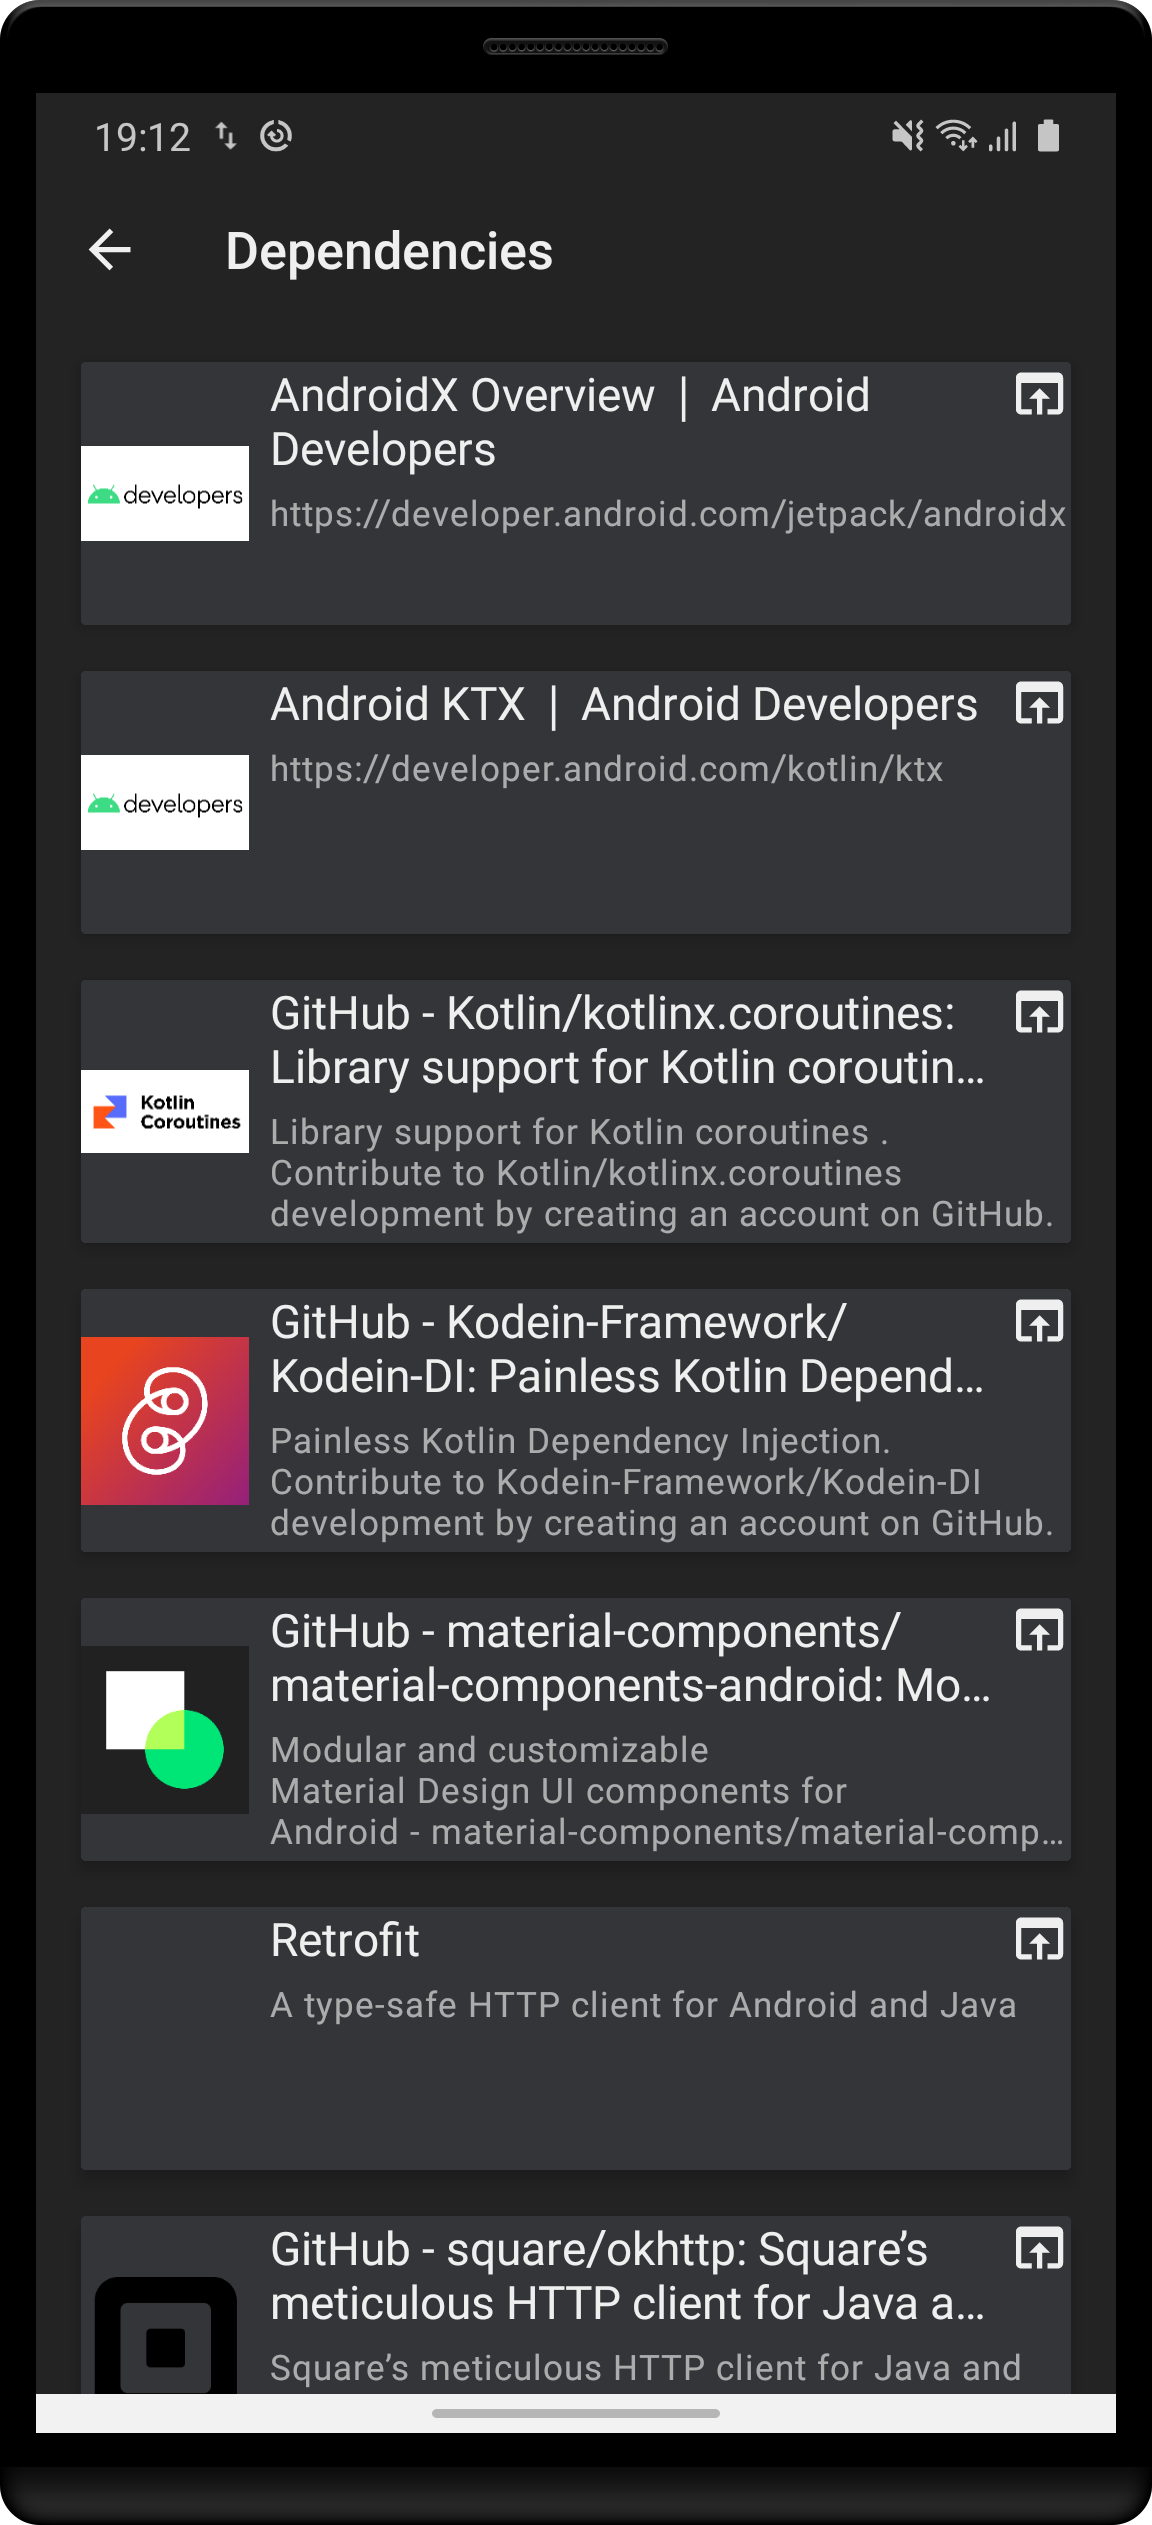 19:12
Dependencies
AndroidX Overview | Android
Developers
developers
https://developer.android.com/jetpack/androidx
Android KTX | Android Developers
developers
https://developer.android.com/kotlin/ktx
GitHub - Kotlin/kotlinx.coroutines:
Library support for Kotlin coroutin…
Kotlin
Coroutines
Library support for Kotlin coroutines .
Contribute to Kotlin/kotlinx.coroutines
development by creating an account on GitHub.
GitHub - Kodein-Framework/
Kodein-DI: Painless Kotlin Depend…
Painless Kotlin Dependency Injection.
Contribute to Kodein-Framework/Kodein-DI
development by creating an account on GitHub.
GitHub - material-components/
material-components-android: Mo…
Modular and customizable
Material Design UI components for
Android - material-components/material-comp…
Retrofit
A type-safe HTTP client for Android and Java
GitHub - square/okhttp: Square’s
meticulous HTTP client for Java a…
Square’s meticulous HTTP client for Java and